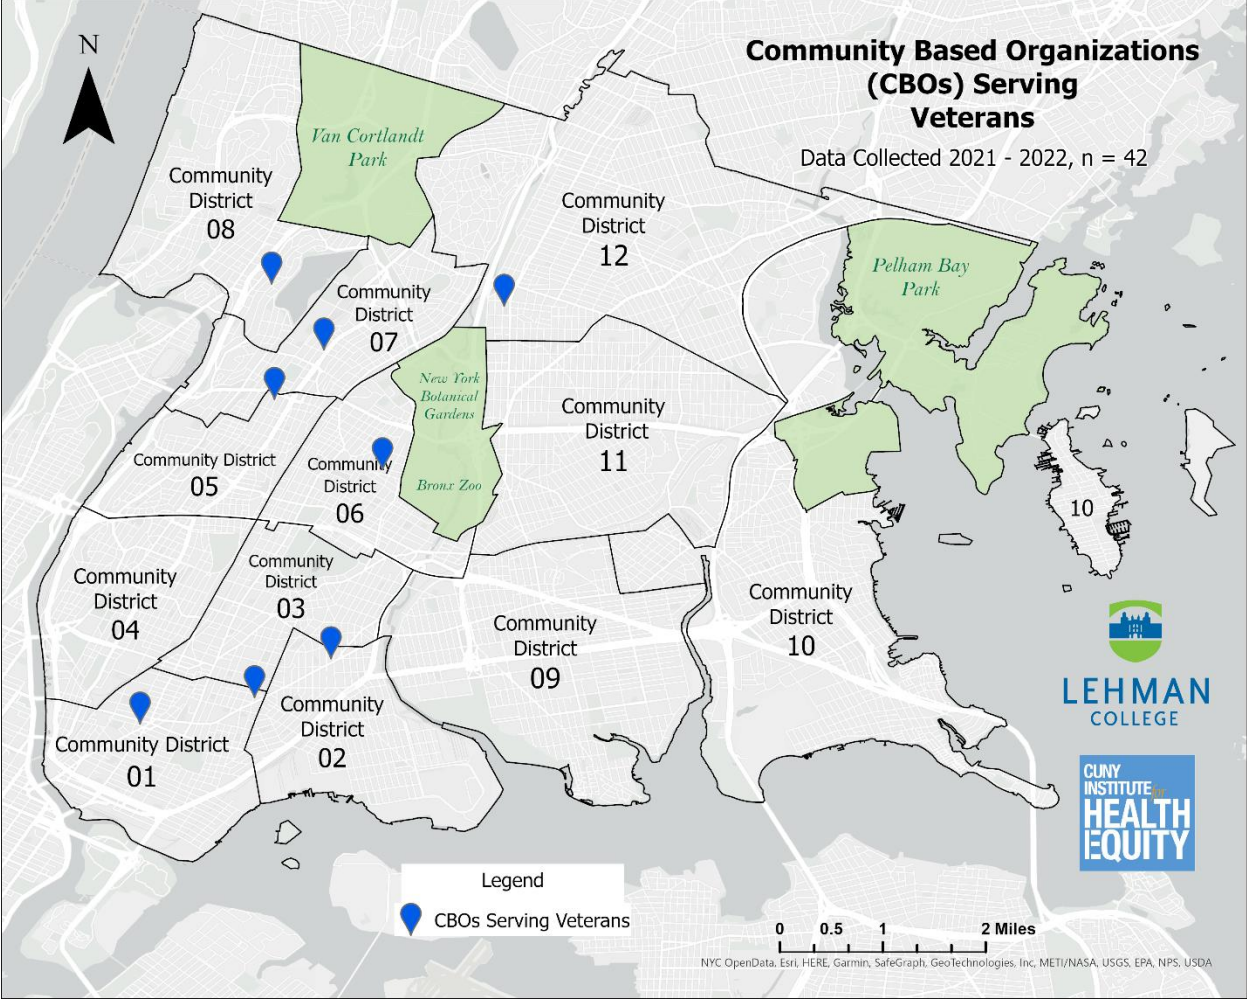 N
Community Based Organizations
(CBOs) Serving
Veterans
Data Collected 2021 - 2022, n = 42
Van Cortlandt
Park
Community
District
08
Community
District
12
Pelham Bay
Park
Community
District
07
New York
Botanical
Gardens
Bronx Zoo
Community
District
11
Community District
05
Community
District
06
10
Community
District
04
Community
District
03
Community
District
09
Community
District
10
Community District
01
Community
District
02
LEHMAN
COLLEGE
CUNY
INSTITUTE for
HEALTH
EQUITY
Legend
CBOs Serving Veterans
0 0.5 1 2 Miles
NYC OpenData, Esri, HERE, Garmin, SafeGraph, GeoTechnologies, Inc, METI/NASA, USGS, EPA, NPS, USDA